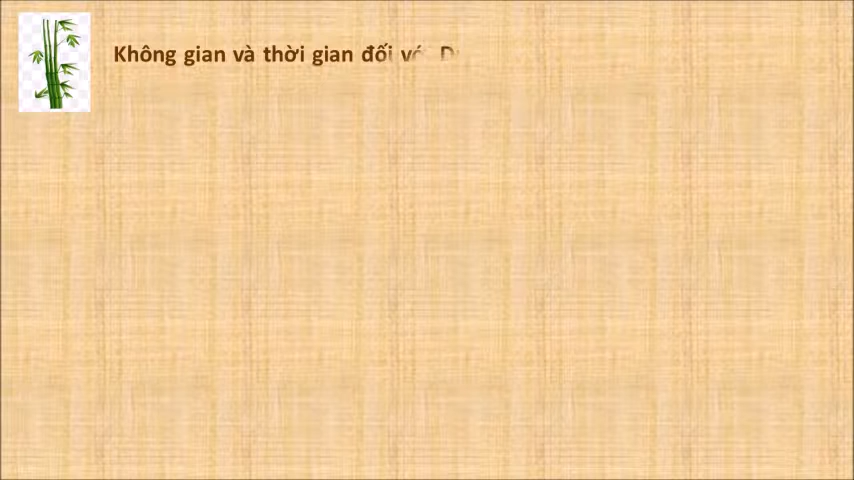 Không gian và thời gian đối với